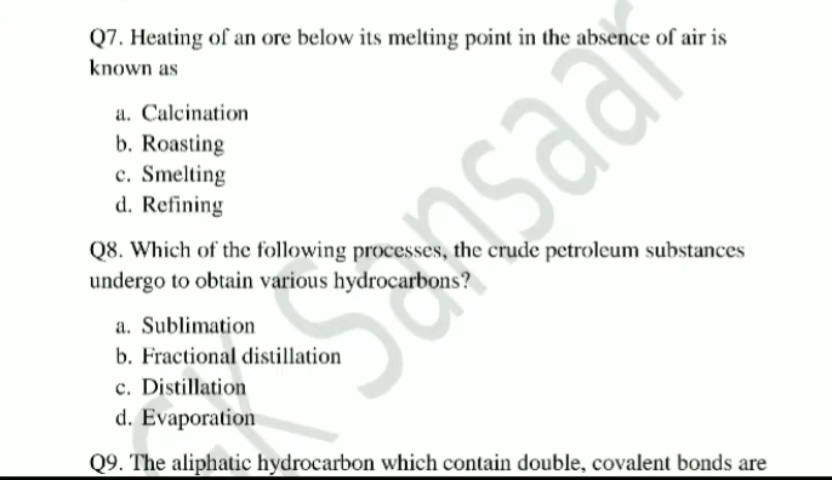 Q7. Heating of an ore below its melting point in the absence of air is
known as
a. Calcination
b. Roasting
c. Smelting
d. Refining
Q8. Which of the following processes, the crude petroleum substances
undergo to obtain various hydrocarbons?
a. Sublimation
b. Fractional distillation
c. Distillation
d. Evaporation
Q9. The aliphatic hydrocarbon which contain double, covalent bonds are
GK Sansaar